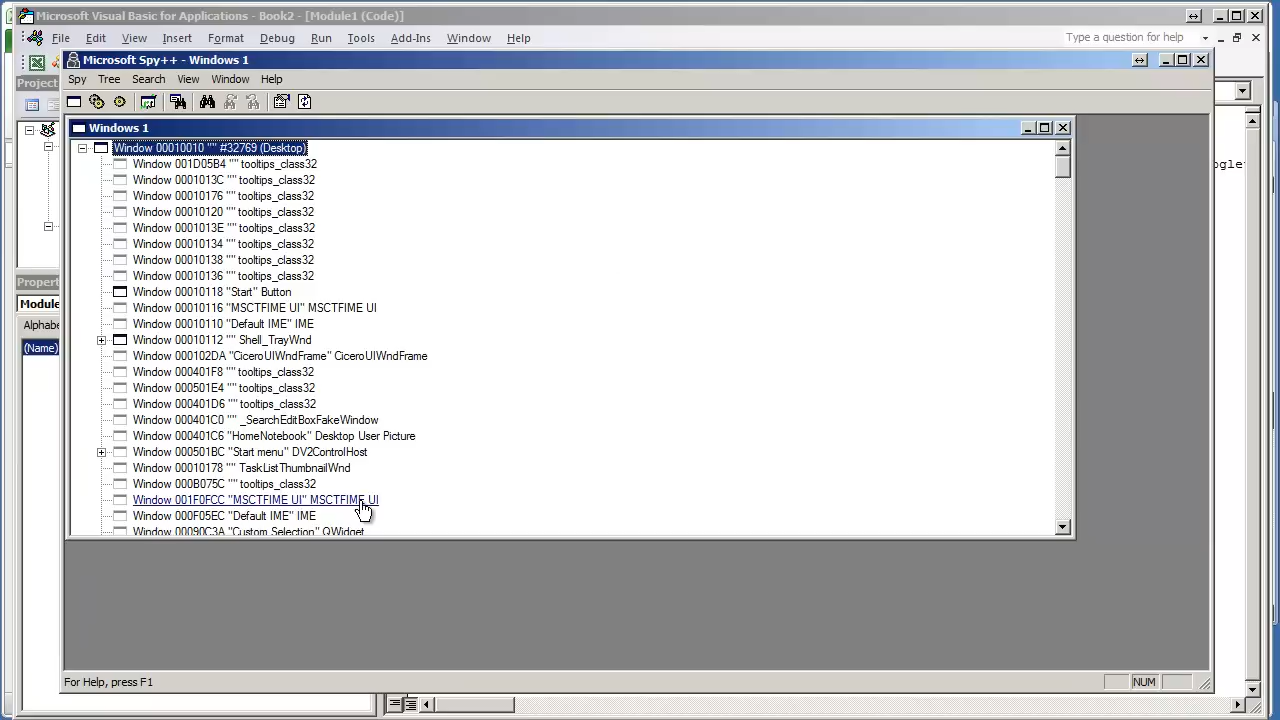 Microsoft Visual Basic for Applications - Book2 - [Module1 (Code)]
File Edit View Insert Format Debug Run Tools Add-Ins Window Help
Type a question for help
Microsoft Spy++ - Windows 1
Spy Tree Search View Window Help
Project
Windows 1
Window 00010010 "" #32769 (Desktop)
Window 001D05B4 "" tooltips_class32
Window 0001013C "" tooltips_class32
Window 00010176 "" tooltips_class32
Window 00010120 "" tooltips_class32
Window 0001013E "" tooltips_class32
Window 00010134 "" tooltips_class32
Window 00010138 "" tooltips_class32
Window 00010136 "" tooltips_class32
Window 00010118 "Start" Button
Window 00010116 "MSCTFIME UI" MSCTFIME UI
Window 00010110 "Default IME" IME
Window 00010112 "" Shell_TrayWnd
Window 000102DA "CiceroUIWndFrame" CiceroUIWndFrame
Window 000401F8 "" tooltips_class32
Window 000501E4 "" tooltips_class32
Window 000401D6 "" tooltips_class32
Window 000401C0 "" _SearchEditBoxFakeWindow
Window 000401C6 "HomeNotebook" Desktop User Picture
Window 000501BC "Start menu" DV2ControlHost
Window 00010178 "" TaskListThumbnailWnd
Window 000B075C "" tooltips_class32
Window 001F0FCC "MSCTFIME UI" MSCTFIME UI
Window 000F05EC "Default IME" IME
Window 00090C3A "Custom Selection" QWidget
Propert
Module
Alphabe
(Name)
ogle
For Help, press F1
NUM